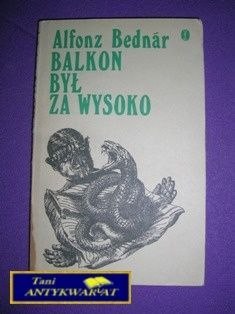 Alfonz Bednár
BALKON
BYŁ
ZA WYSOKO
Tani
ANTYKWARIAT